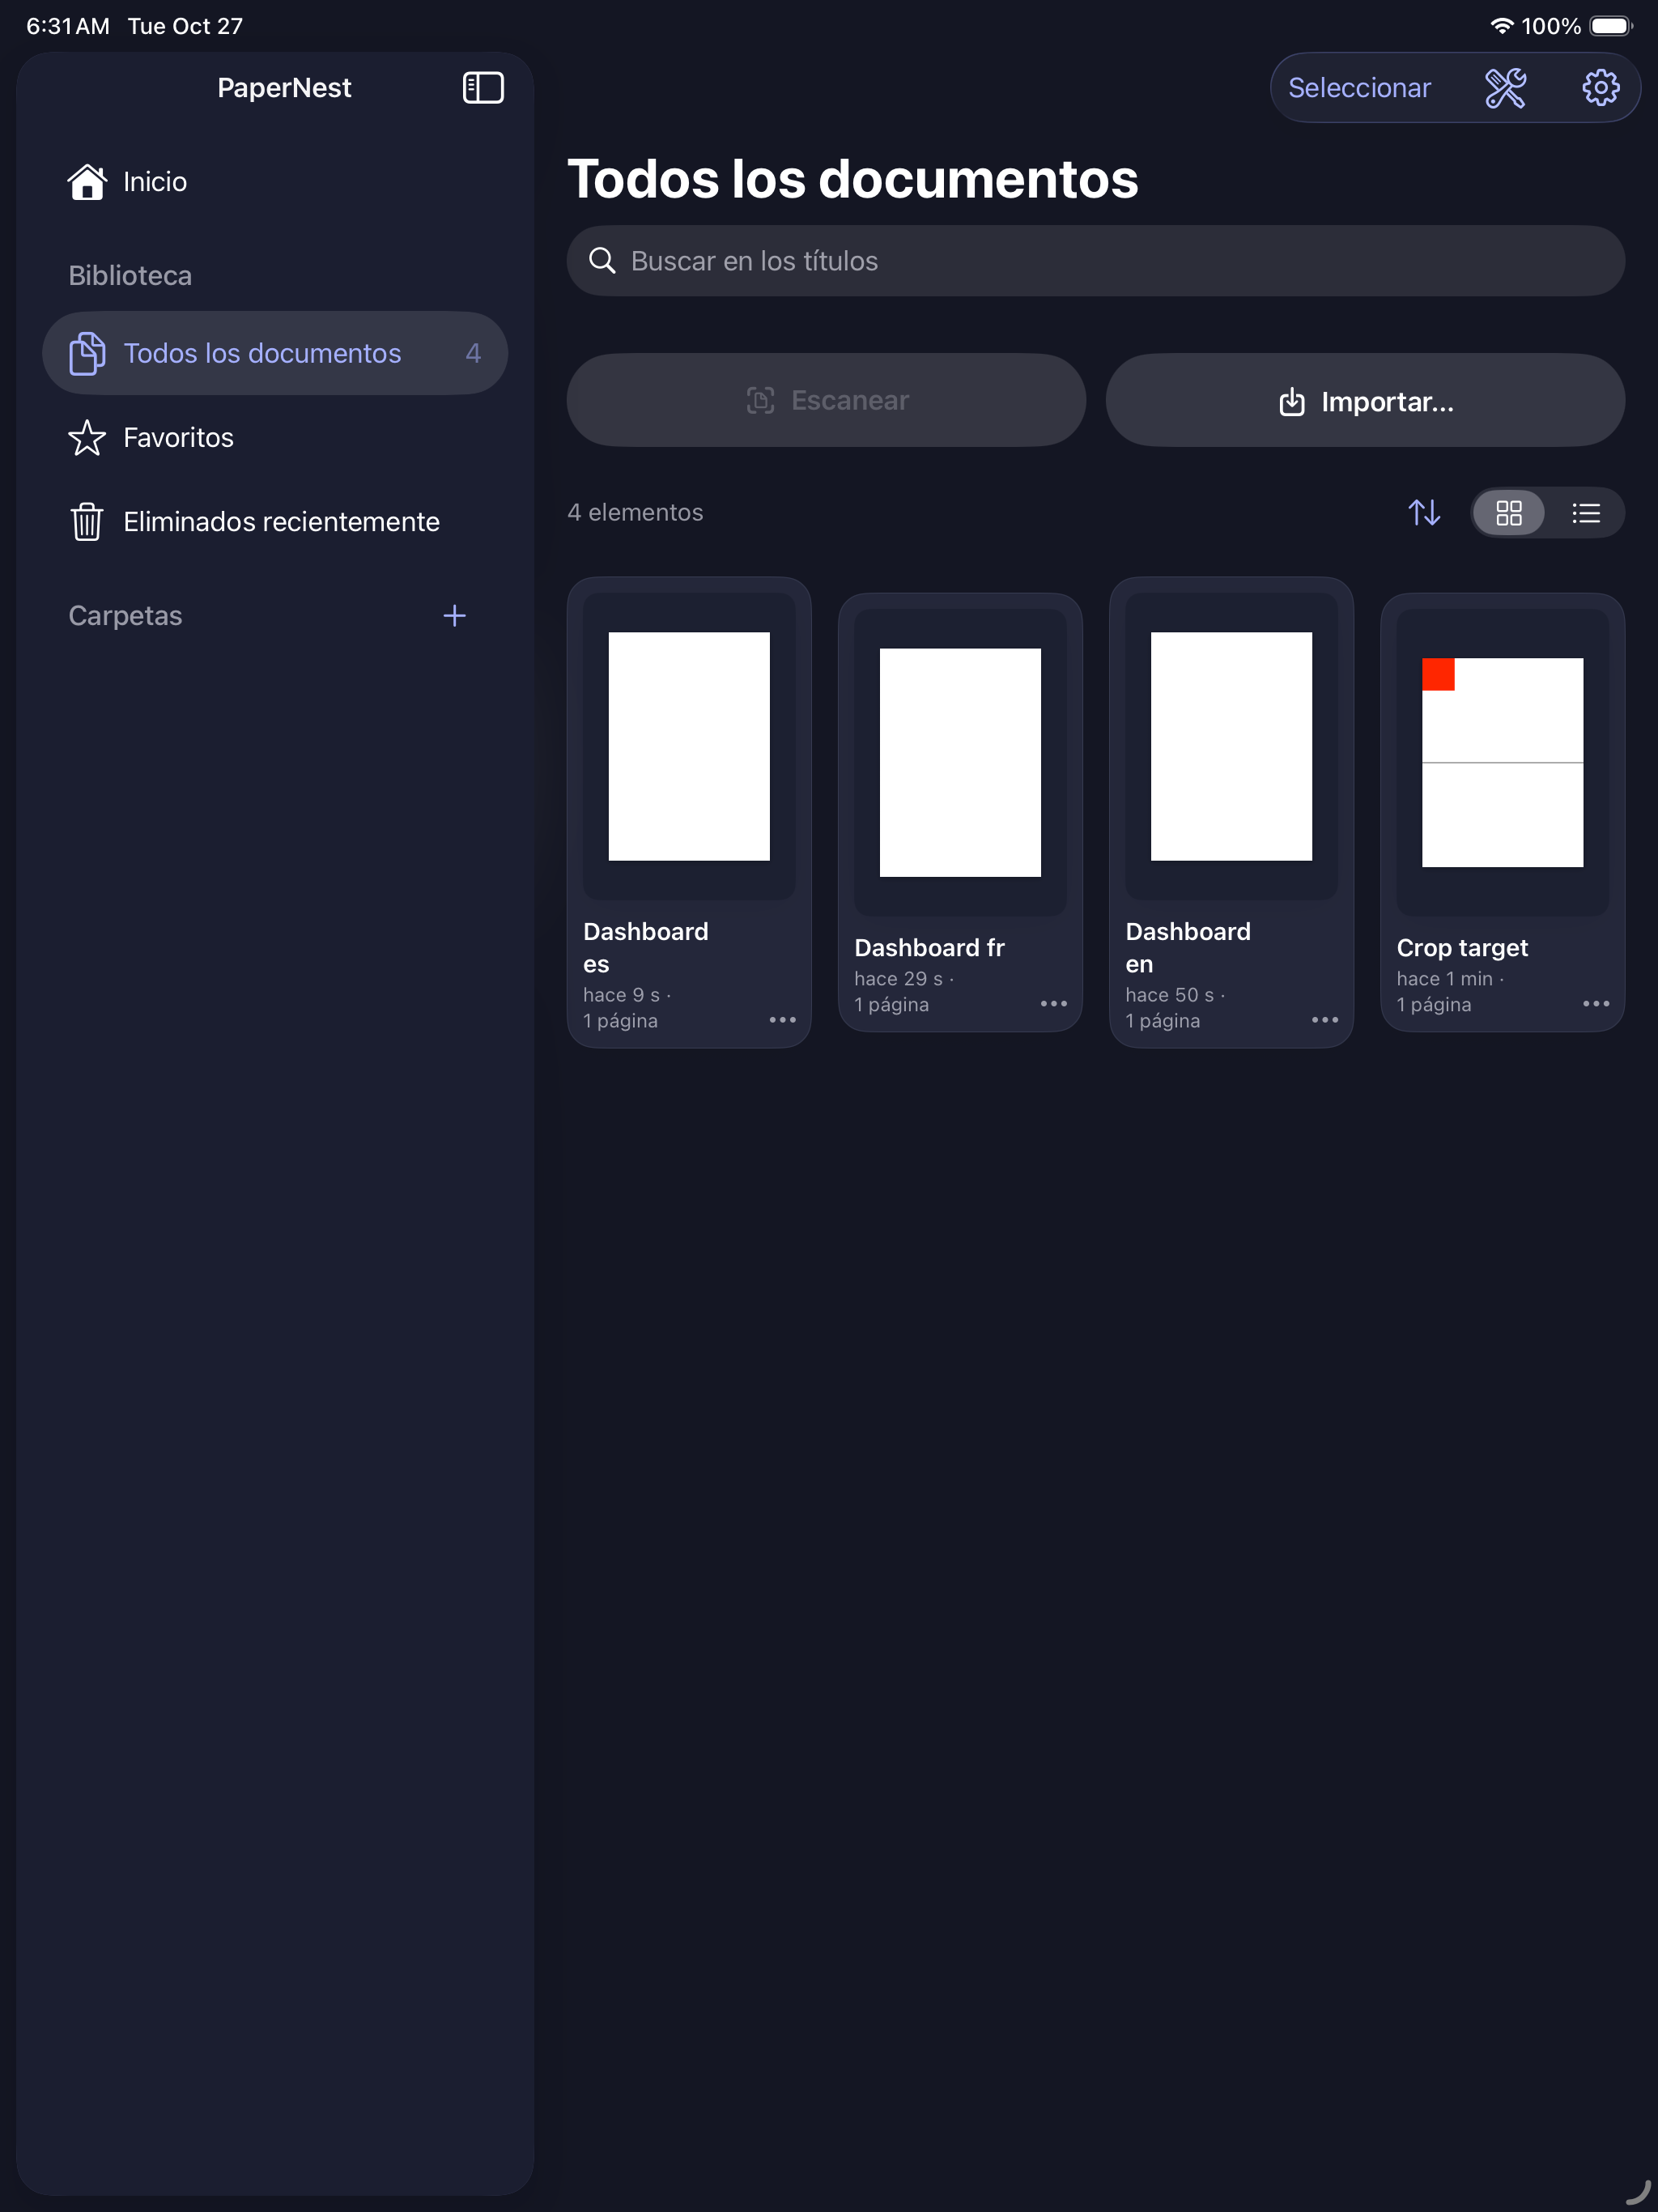 6:31 AM Tue Oct 27
100%
PaperNest
Inicio
Biblioteca
Todos los documentos 4
Favoritos
Eliminados recientemente
Carpetas
Seleccionar
Todos los documentos
Buscar en los títulos
Escanear
Importar...
4 elementos
Dashboard
es
hace 9 s ·
1 página
Dashboard fr
hace 29 s ·
1 página
Dashboard
en
hace 50 s ·
1 página
Crop target
hace 1 min ·
1 página